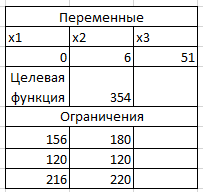 Переменные
x1 x2 x3
0 6 51
Целевая
функция 354
Ограничения
156 180
120 120
216 220